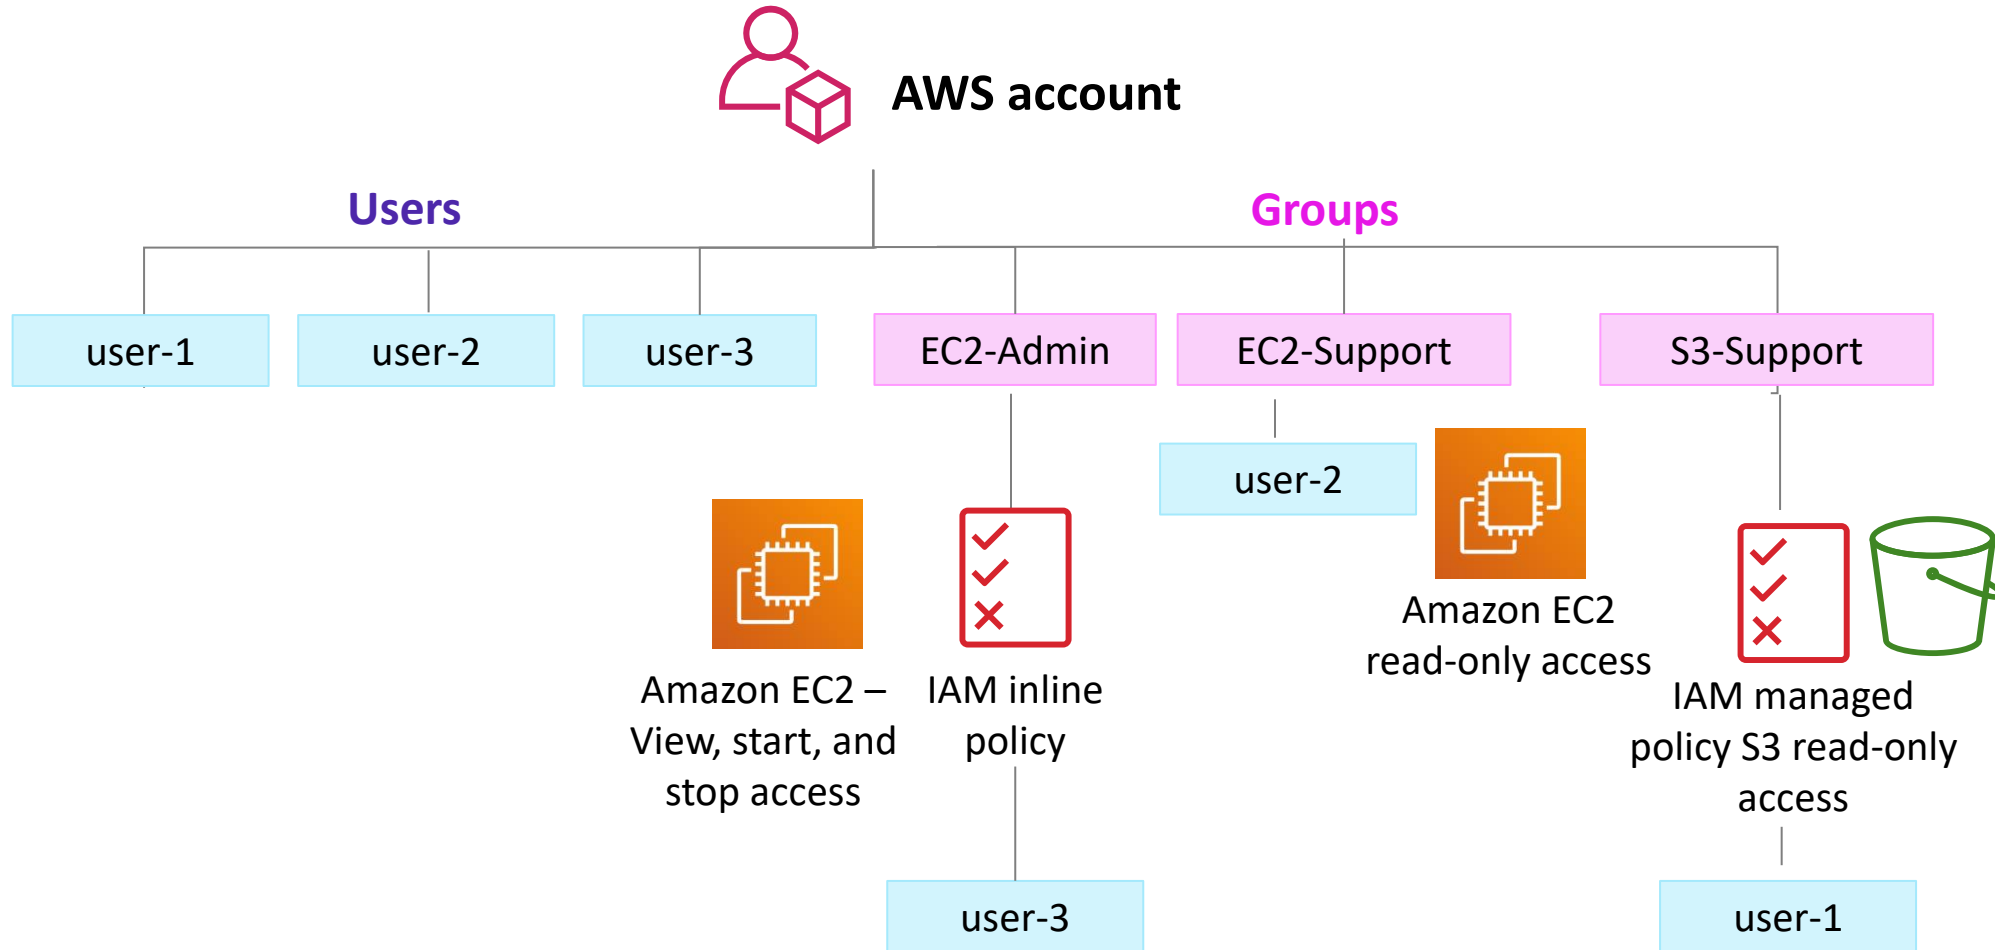 AWS account
Users
Groups
user-1
user-2
user-3
EC2-Admin
EC2-Support
S3-Support
user-2
Amazon EC2
read-only access
Amazon EC2 –
View, start, and
stop access
IAM inline
policy
IAM managed
policy S3 read-only
access
user-3
user-1